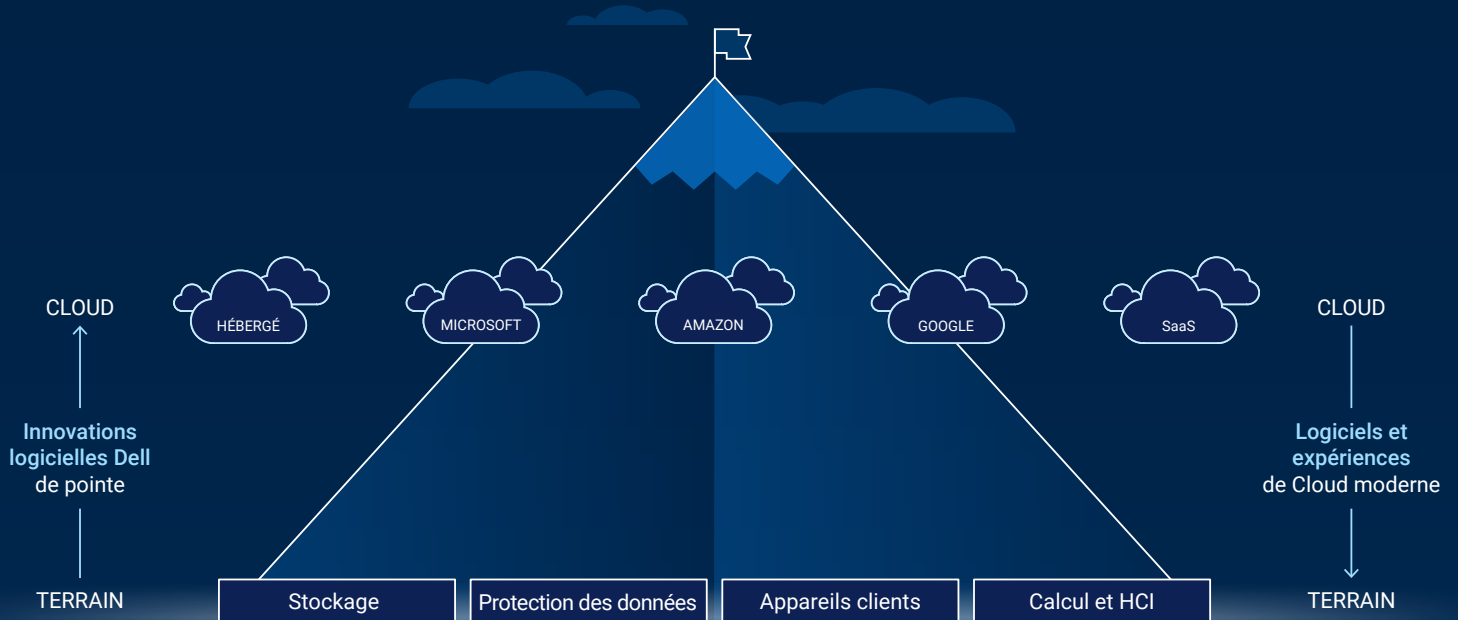 HÉBERGÉ
MICROSOFT
AMAZON
GOOGLE
SaaS
CLOUD
Innovations
logicielles Dell
de pointe
TERRAIN
CLOUD
Logiciels et
expériences
de Cloud moderne
TERRAIN
Stockage
Protection des données
Appareils clients
Calcul et HCI